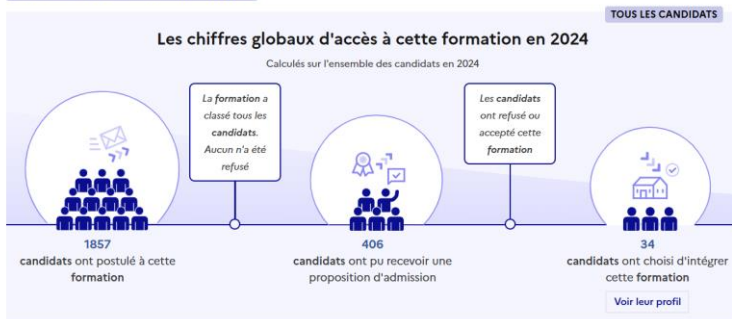 TOUS LES CANDIDATS
Les chiffres globaux d'accès à cette formation en 2024
Calculés sur l'ensemble des candidats en 2024
La formation a
classé tous les
candidats.
Aucun n'a été
refusé
Les candidats
ont refusé ou
accepté cette
formation
1857
candidats ont postulé à cette
formation
406
candidats ont pu recevoir une
proposition d'admission
34
candidats ont choisi d'intégrer
cette formation
Voir leur profil